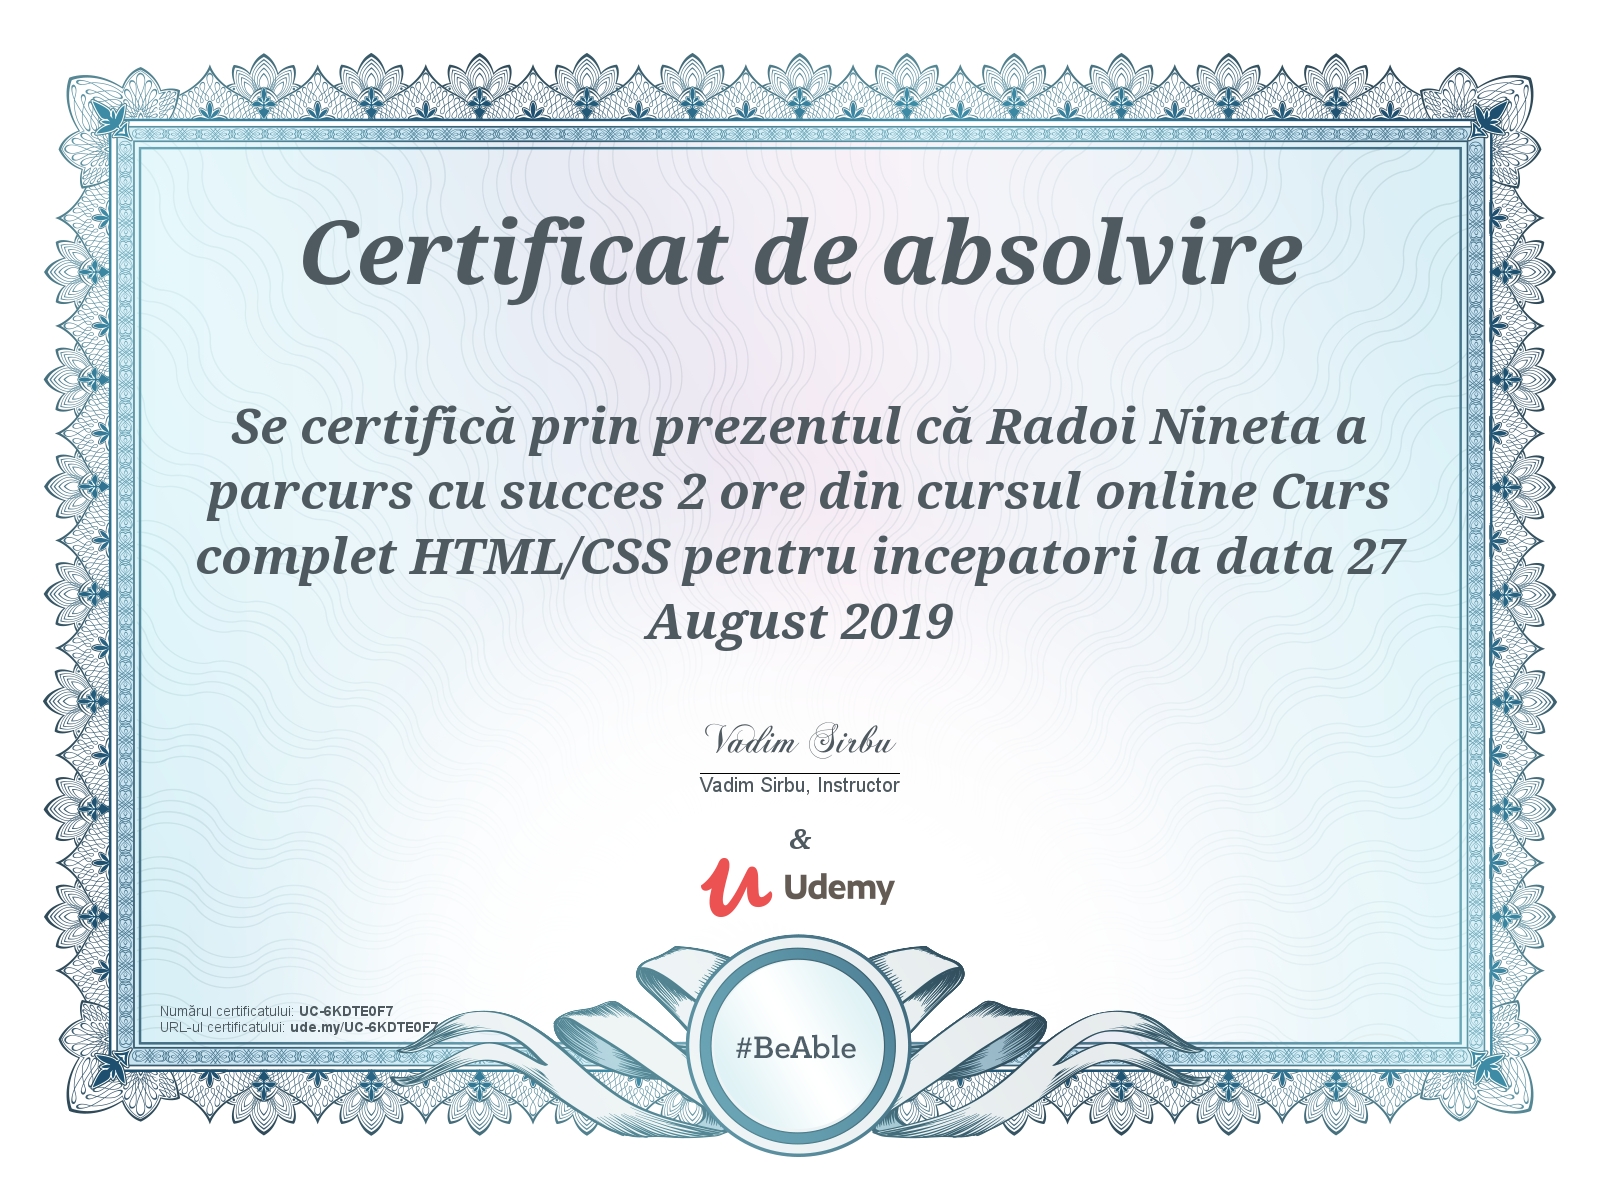 Certificat de absolvire
Se certifică prin prezentul că Radoi Nineta a
parcurs cu succes 2 ore din cursul online Curs
complet HTML/CSS pentru incepatori la data 27
August 2019
Vadim Sirbu
Vadim Sirbu, Instructor
&
Udemy
Numărul certificatului: UC-6KDTE0F7
URL-ul certificatului: ude.my/UC-6KDTE0F7
#BeAble